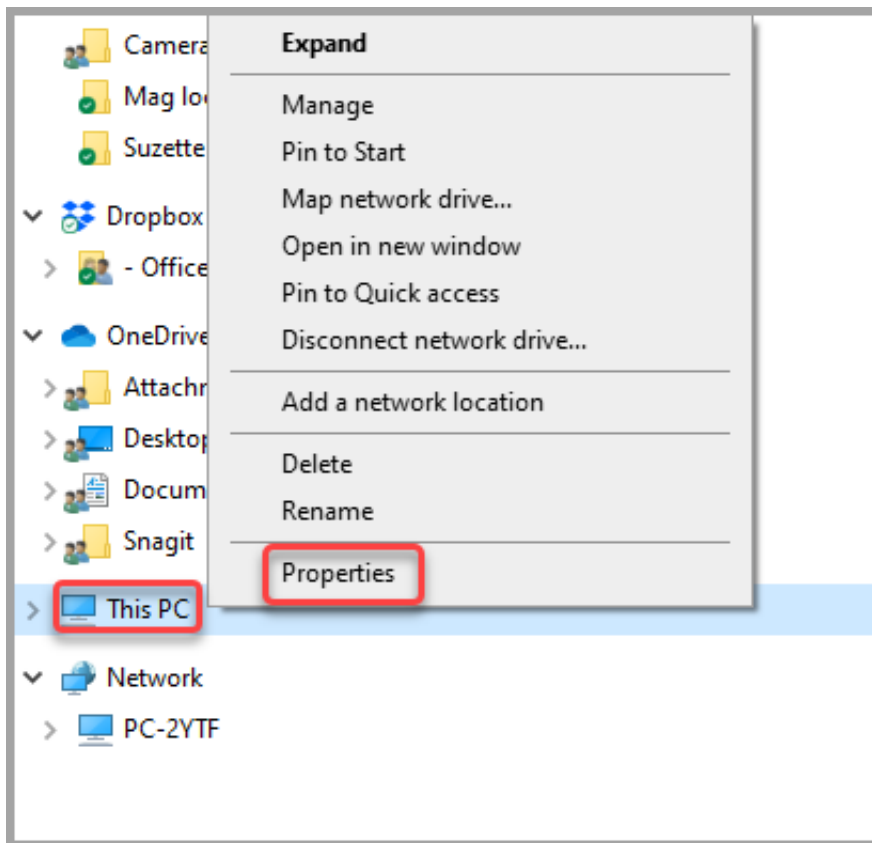 Camera
Mag lo
Suzette
Dropbox
- Office
OneDrive
Attachr
Desktop
Docum
Snagit
This PC
Network
PC-2YTF
Expand
Manage
Pin to Start
Map network drive...
Open in new window
Pin to Quick access
Disconnect network drive...
Add a network location
Delete
Rename
Properties